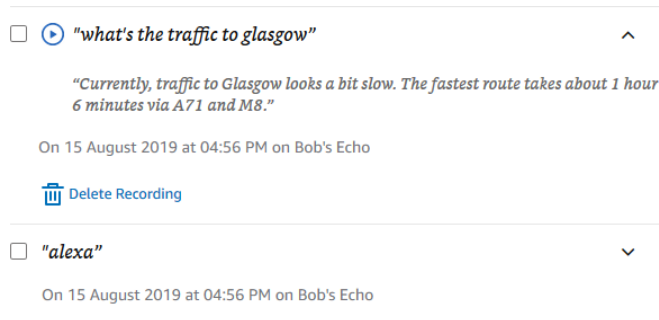 "what's the traffic to glasgow”
“Currently, traffic to Glasgow looks a bit slow. The fastest route takes about 1 hour
6 minutes via A71 and M8.”
On 15 August 2019 at 04:56 PM on Bob's Echo
Delete Recording
"alexa”
On 15 August 2019 at 04:56 PM on Bob's Echo